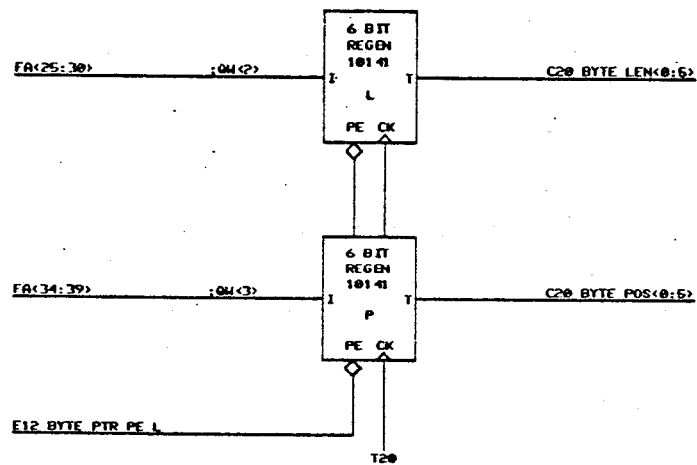 6 BIT
REGEN
10141
FA<25:30> ;QW<2> I T C20 BYTE LEN<0:5>
L
PE CK
6 BIT
REGEN
10141
FA<34:39> ;QW<3> I T C20 BYTE POS<0:5>
P
PE CK
E12 BYTE PTR PE L
T20